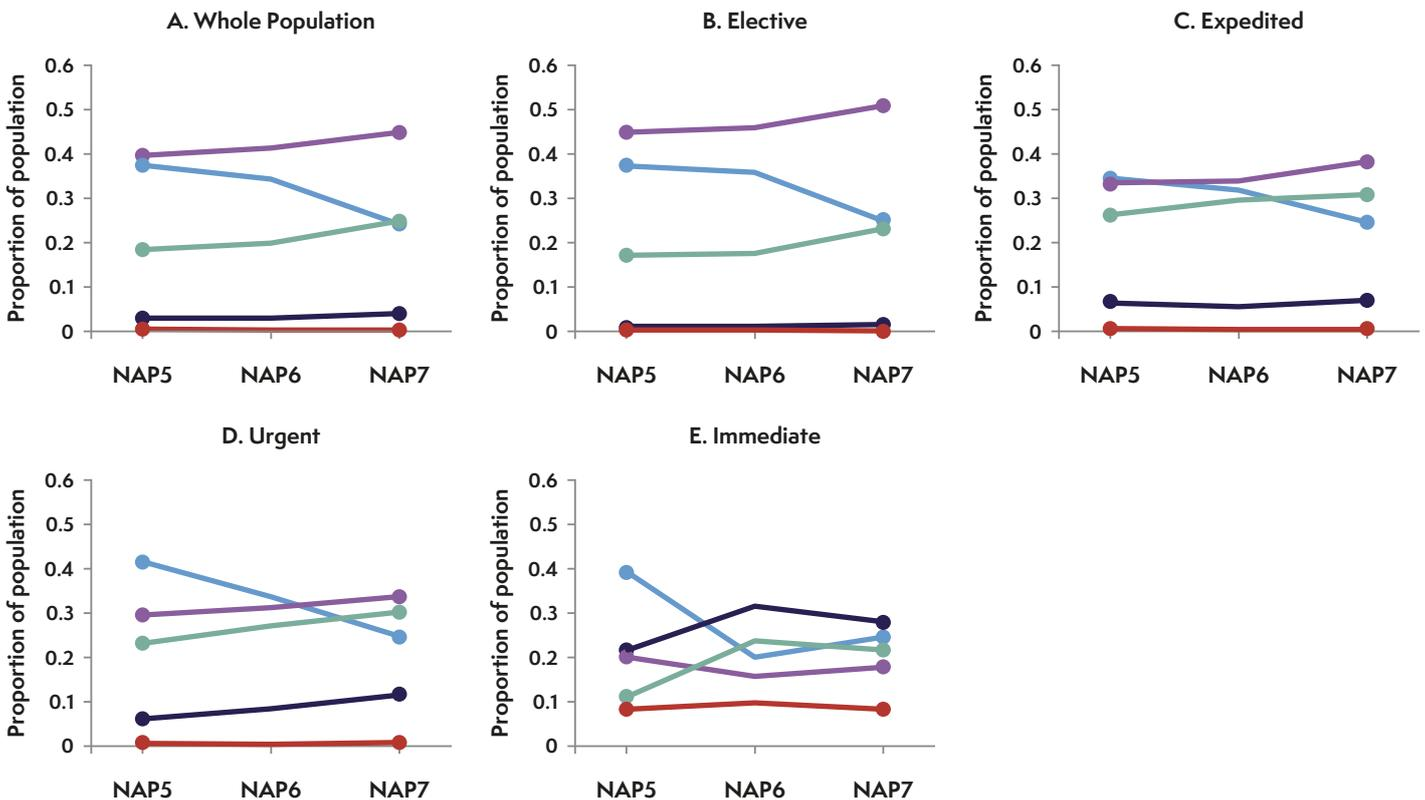 A. Whole Population
Proportion of population
0.6
0.5
0.4
0.3
0.2
0.1
0
NAP5 NAP6 NAP7
B. Elective
Proportion of population
0.6
0.5
0.4
0.3
0.2
0.1
0
NAP5 NAP6 NAP7
C. Expedited
Proportion of population
0.6
0.5
0.4
0.3
0.2
0.1
0
NAP5 NAP6 NAP7
D. Urgent
Proportion of population
0.6
0.5
0.4
0.3
0.2
0.1
0
NAP5 NAP6 NAP7
E. Immediate
Proportion of population
0.6
0.5
0.4
0.3
0.2
0.1
0
NAP5 NAP6 NAP7